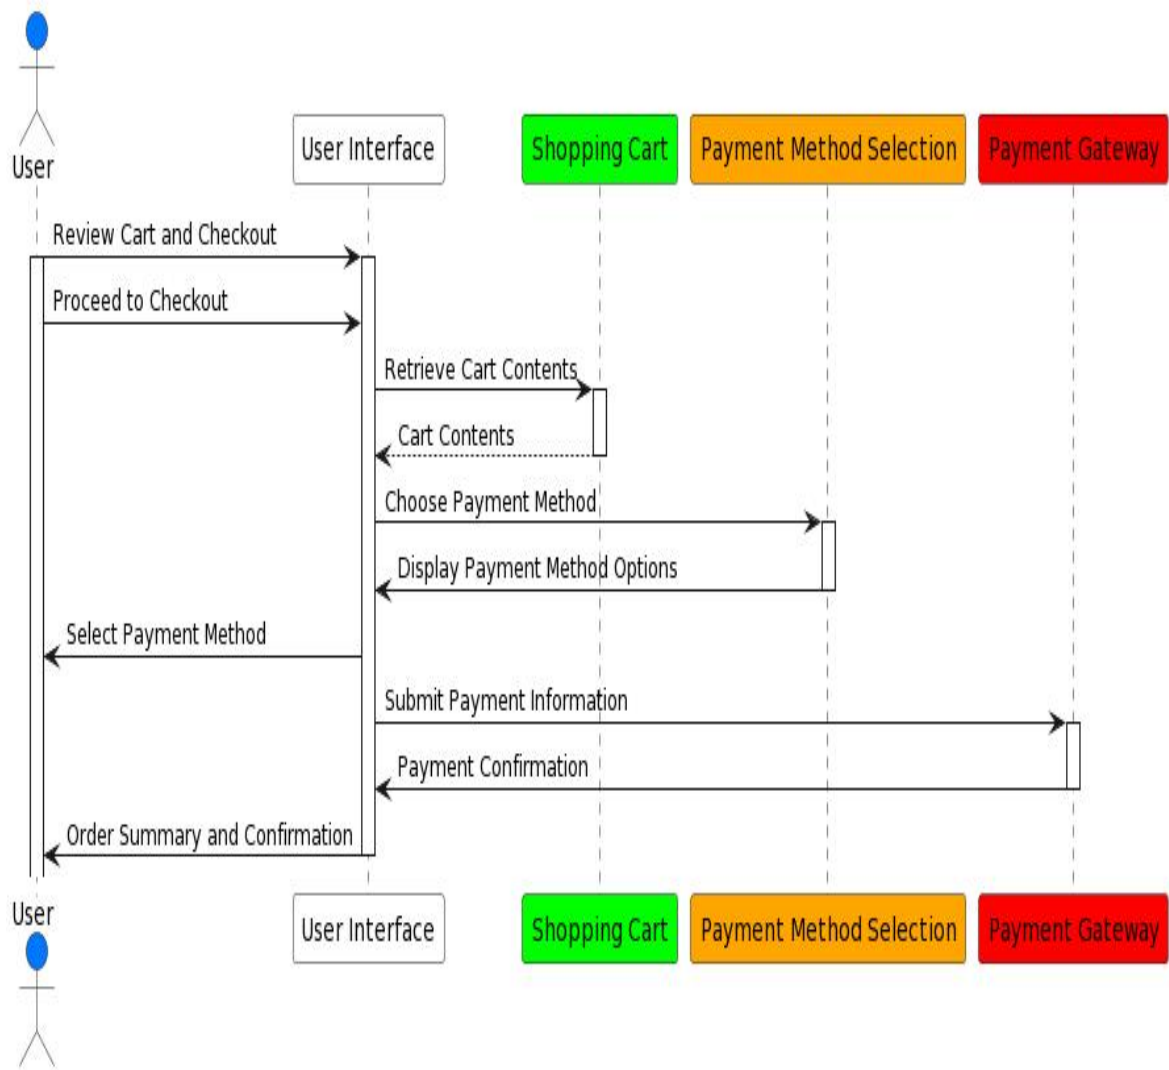 User
User Interface
Shopping Cart
Payment Method Selection
Payment Gateway
Review Cart and Checkout
Proceed to Checkout
Retrieve Cart Contents
Cart Contents
Choose Payment Method
Display Payment Method Options
Select Payment Method
Submit Payment Information
Payment Confirmation
Order Summary and Confirmation
User
User Interface
Shopping Cart
Payment Method Selection
Payment Gateway